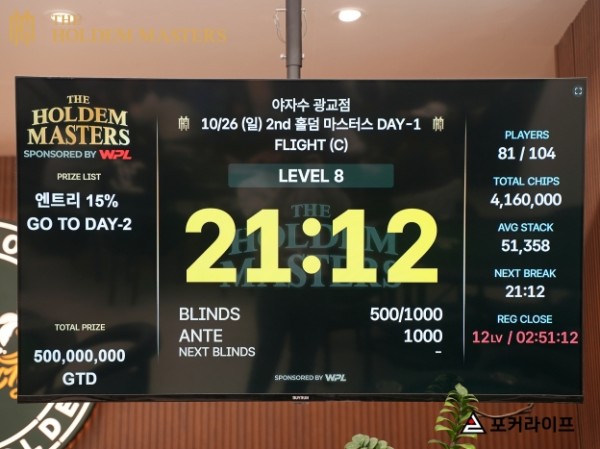 THE
HOLDEM MASTERS
THE
HOLDEM
MASTERS
SPONSORED BY WPL
PRIZE LIST
엔트리 15%
GO TO DAY-2
TOTAL PRIZE
500,000,000
GTD
야자수 광교점
10/26 (일) 2nd 홀덤 마스터스 DAY-1
FLIGHT (C)
LEVEL 8
THE
HOLDEM
MASTERS
21:12
BLINDS 500/1000
ANTE 1000
NEXT BLINDS -
SPONSORED BY WPL
PLAYERS
81 / 104
TOTAL CHIPS
4,160,000
AVG STACK
51,358
NEXT BREAK
21:12
REG CLOSE
12LV / 02:51:12
포커라이프